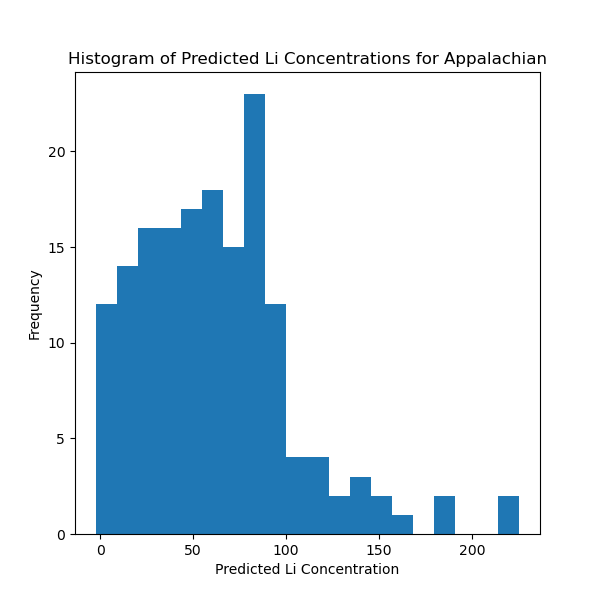 Histogram of Predicted Li Concentrations for Appalachian
Frequency
20
15
10
5
0
0 50 100 150 200
Predicted Li Concentration